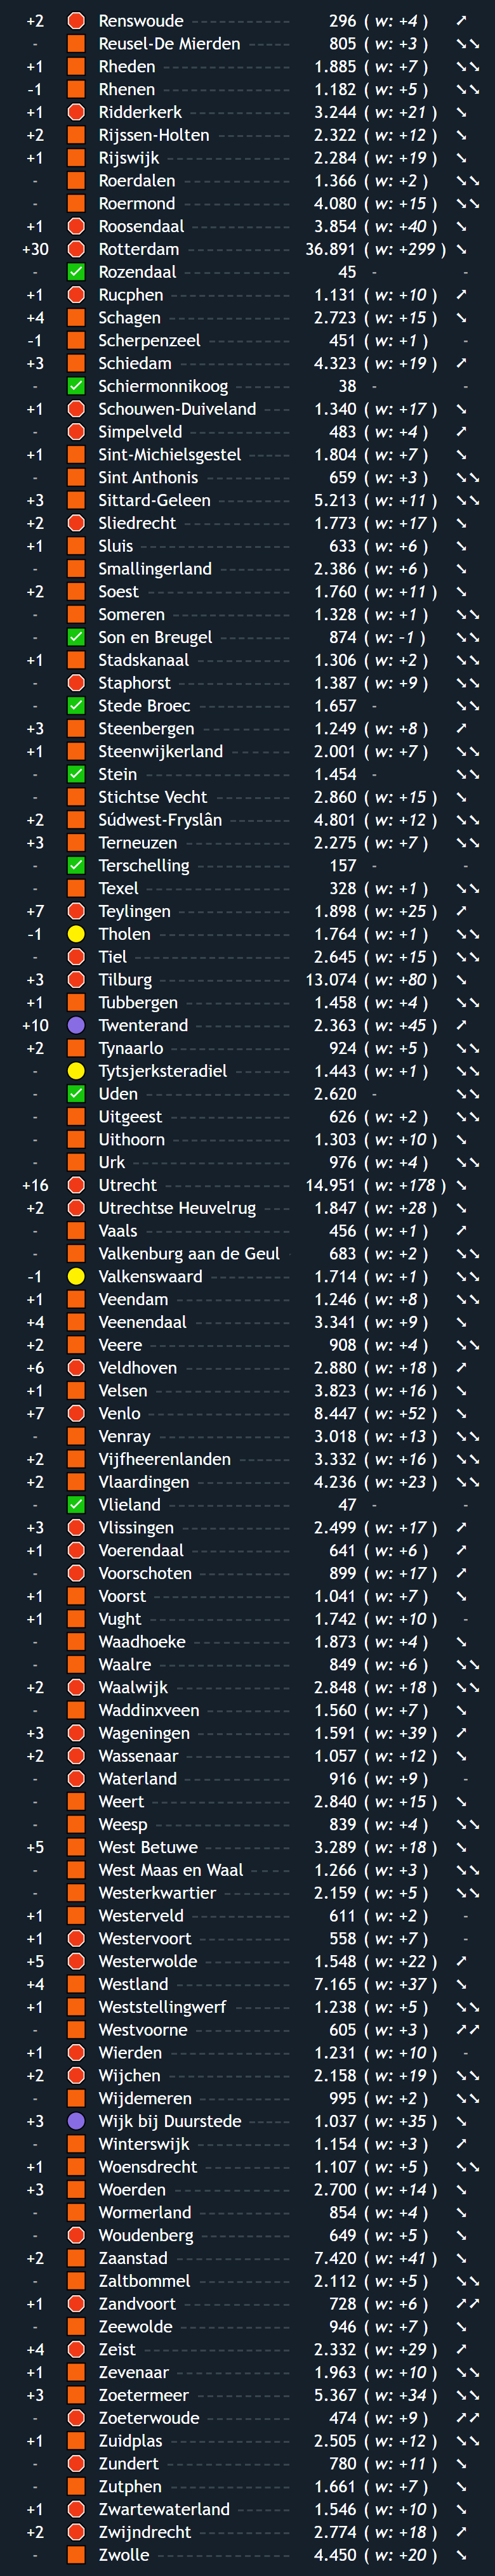 +2 Renswoude 296 ( w: +4 ) ➚
- Reusel-De Mierden 805 ( w: +3 ) ➘➘
+1 Rheden 1.885 ( w: +7 ) ➘➘
-1 Rhenen 1.182 ( w: +5 ) ➘➘
+1 Ridderkerk 3.244 ( w: +21 ) ➘
+2 Rijssen-Holten 2.322 ( w: +12 ) ➘
+1 Rijswijk 2.284 ( w: +19 ) ➘
- Roerdalen 1.366 ( w: +2 ) ➘➘
- Roermond 4.080 ( w: +15 ) ➘➘
+1 Roosendaal 3.854 ( w: +40 ) ➘
+30 Rotterdam 36.891 ( w: +299 ) ➘
- Rozendaal 45 - -
+1 Rucphen 1.131 ( w: +10 ) ➚
+4 Schagen 2.723 ( w: +15 ) ➘
-1 Scherpenzeel 451 ( w: +1 ) -
+3 Schiedam 4.323 ( w: +19 ) ➚
- Schiermonnikoog 38 - -
+1 Schouwen-Duiveland 1.340 ( w: +17 ) ➘
- Simpelveld 483 ( w: +4 ) ➚
+1 Sint-Michielsgestel 1.804 ( w: +7 ) ➘
- Sint Anthonis 659 ( w: +3 ) ➘➘
+3 Sittard-Geleen 5.213 ( w: +11 ) ➘➘
+2 Sliedrecht 1.773 ( w: +17 ) ➘
+1 Sluis 633 ( w: +6 ) ➘
- Smallingerland 2.386 ( w: +6 ) ➘
+2 Soest 1.760 ( w: +11 ) ➘
- Someren 1.328 ( w: +1 ) ➘➘
- Son en Breugel 874 ( w: -1 ) ➘➘
+1 Stadskanaal 1.306 ( w: +2 ) ➘➘
- Staphorst 1.387 ( w: +9 ) ➘➘
- Stede Broec 1.657 - ➘➘
+3 Steenbergen 1.249 ( w: +8 ) ➚
+1 Steenwijkerland 2.001 ( w: +7 ) ➘➘
- Stein 1.454 - ➘➘
- Stichtse Vecht 2.860 ( w: +15 ) ➘
+2 Súdwest-Fryslân 4.801 ( w: +12 ) ➘➘
+3 Terneuzen 2.275 ( w: +7 ) ➘➘
- Terschelling 157 - -
- Texel 328 ( w: +1 ) ➘➘
+7 Teylingen 1.898 ( w: +25 ) ➚
-1 Tholen 1.764 ( w: +1 ) ➘➘
- Tiel 2.645 ( w: +15 ) ➘➘
+3 Tilburg 13.074 ( w: +80 ) ➘
+1 Tubbergen 1.458 ( w: +4 ) ➘➘
+10 Twenterand 2.363 ( w: +45 ) ➚
+2 Tynaarlo 924 ( w: +5 ) ➘➘
- Tytsjerksteradiel 1.443 ( w: +1 ) ➘➘
- Uden 2.620 - ➘➘
- Uitgeest 626 ( w: +2 ) ➘➘
- Uithoorn 1.303 ( w: +10 ) ➘
- Urk 976 ( w: +4 ) ➘➘
+16 Utrecht 14.951 ( w: +178 ) ➘
+2 Utrechtse Heuvelrug 1.847 ( w: +28 ) ➘
- Vaals 456 ( w: +1 ) ➚
- Valkenburg aan de Geul 683 ( w: +2 ) ➘➘
-1 Valkenswaard 1.714 ( w: +1 ) ➘➘
+1 Veendam 1.246 ( w: +8 ) ➘➘
+4 Veenendaal 3.341 ( w: +9 ) ➘
+2 Veere 908 ( w: +4 ) ➘➘
+6 Veldhoven 2.880 ( w: +18 ) ➚
+1 Velsen 3.823 ( w: +16 ) ➘
+7 Venlo 8.447 ( w: +52 ) ➘
- Venray 3.018 ( w: +13 ) ➘➘
+2 Vijfheerenlanden 3.332 ( w: +16 ) ➘➘
+2 Vlaardingen 4.236 ( w: +23 ) ➘➘
- Vlieland 47 - -
+3 Vlissingen 2.499 ( w: +17 ) ➚
+1 Voerendaal 641 ( w: +6 ) ➚
- Voorschoten 899 ( w: +17 ) ➚
+1 Voorst 1.041 ( w: +7 ) ➘
+1 Vught 1.742 ( w: +10 ) -
- Waadhoeke 1.873 ( w: +4 ) ➘
- Waalre 849 ( w: +6 ) ➘➘
+2 Waalwijk 2.848 ( w: +18 ) ➘➘
- Waddinxveen 1.560 ( w: +7 ) ➘
+3 Wageningen 1.591 ( w: +39 ) ➚
+2 Wassenaar 1.057 ( w: +12 ) ➘
- Waterland 916 ( w: +9 ) -
- Weert 2.840 ( w: +15 ) ➘
- Weesp 839 ( w: +4 ) ➘➘
+5 West Betuwe 3.289 ( w: +18 ) ➘
- West Maas en Waal 1.266 ( w: +3 ) ➘➘
- Westerkwartier 2.159 ( w: +5 ) ➘➘
+1 Westerveld 611 ( w: +2 ) -
+1 Westervoort 558 ( w: +7 ) -
+5 Westerwolde 1.548 ( w: +22 ) ➚
+4 Westland 7.165 ( w: +37 ) ➘
+1 Weststellingwerf 1.238 ( w: +5 ) ➘➘
- Westvoorne 605 ( w: +3 ) ➚➚
+1 Wierden 1.231 ( w: +10 ) -
+2 Wijchen 2.158 ( w: +19 ) ➘➘
- Wijdemeren 995 ( w: +2 ) ➘➘
+3 Wijk bij Duurstede 1.037 ( w: +35 ) ➘
- Winterswijk 1.154 ( w: +3 ) ➚
+1 Woensdrecht 1.107 ( w: +5 ) ➘➘
+3 Woerden 2.700 ( w: +14 ) ➘
- Wormerland 854 ( w: +4 ) ➘
- Woudenberg 649 ( w: +5 ) ➘
+2 Zaanstad 7.420 ( w: +41 ) ➘
- Zaltbommel 2.112 ( w: +5 ) ➘➘
+1 Zandvoort 728 ( w: +6 ) ➚➚
- Zeewolde 946 ( w: +7 ) ➘
+4 Zeist 2.332 ( w: +29 ) ➚
+1 Zevenaar 1.963 ( w: +10 ) ➘➘
+3 Zoetermeer 5.367 ( w: +34 ) ➘➘
- Zoeterwoude 474 ( w: +9 ) ➚➚
+1 Zuidplas 2.505 ( w: +12 ) ➘➘
- Zundert 780 ( w: +11 ) ➘
- Zutphen 1.661 ( w: +7 ) ➘
+1 Zwartewaterland 1.546 ( w: +10 ) ➘
+2 Zwijndrecht 2.774 ( w: +18 ) ➚
- Zwolle 4.450 ( w: +20 ) ➘